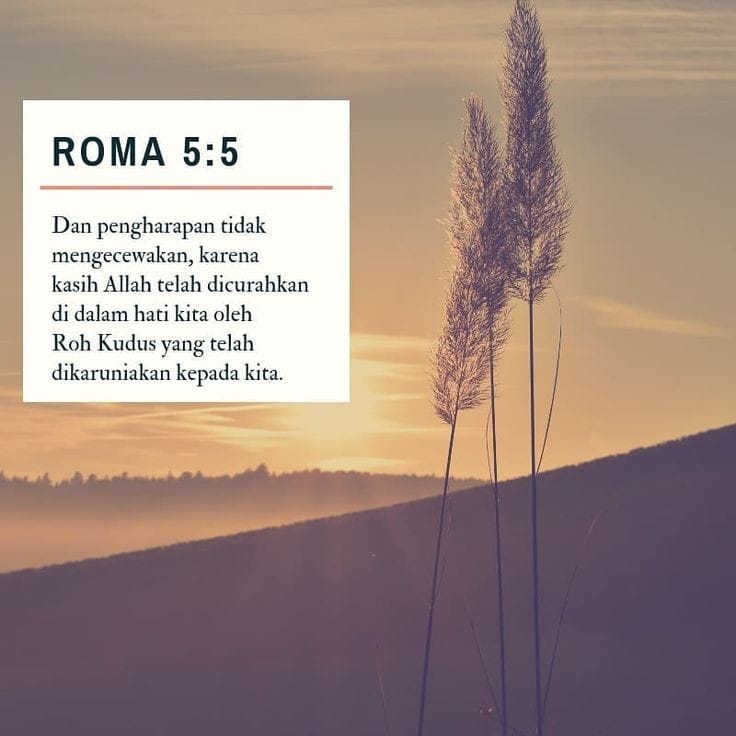 ROMA 5:5
Dan pengharapan tidak
mengecewakan, karena
kasih Allah telah dicurahkan
di dalam hati kita oleh
Roh Kudus yang telah
dikaruniakan kepada kita.